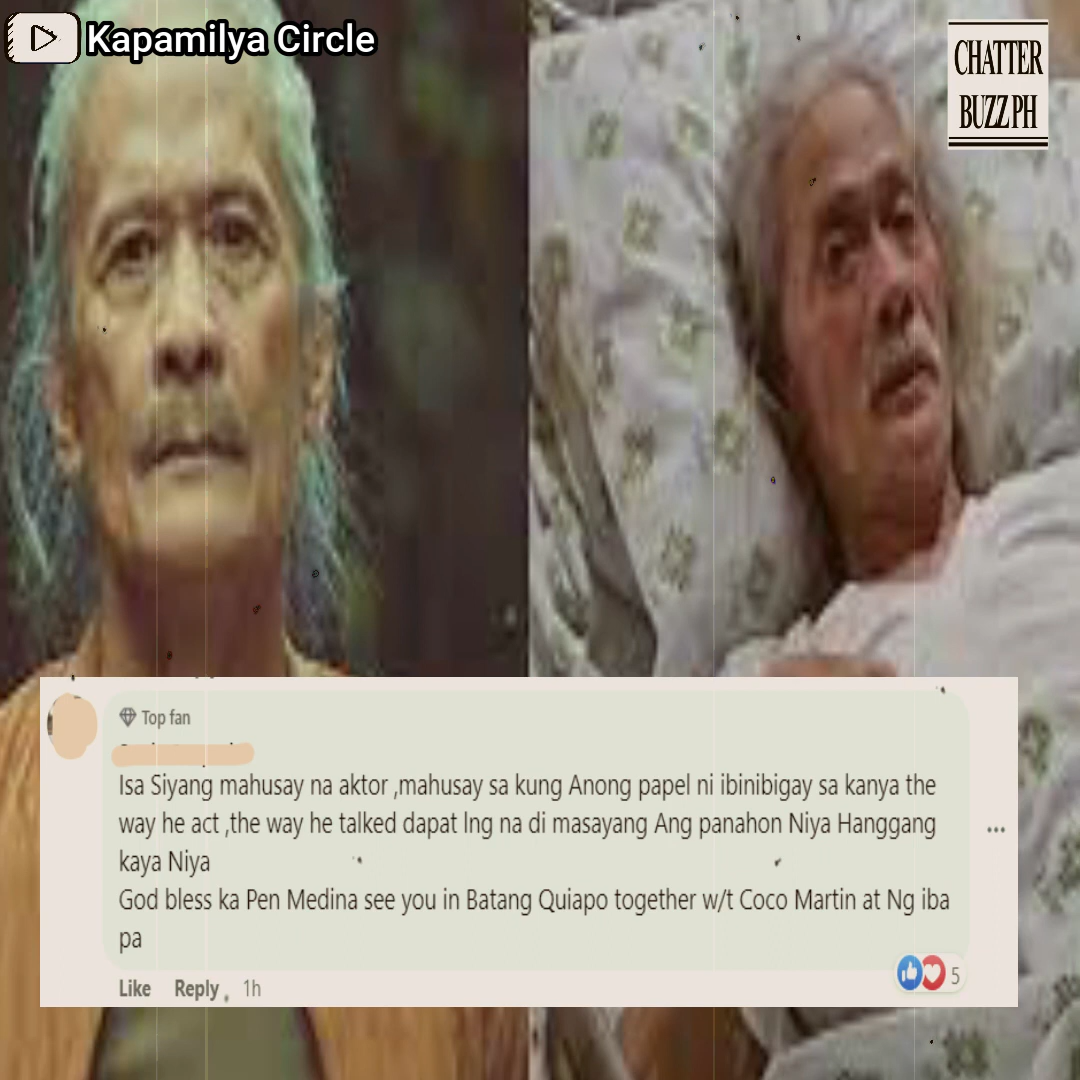 Kapamilya Circle
CHATTER
BUZZ PH
Top fan
Isa Siyang mahusay na aktor ,mahusay sa kung Anong papel ni ibinibigay sa kanya the
way he act ,the way he talked dapat lng na di masayang Ang panahon Niya Hanggang
kaya Niya
God bless ka Pen Medina see you in Batang Quiapo together w/t Coco Martin at Ng iba
pa
Like Reply 1h
5